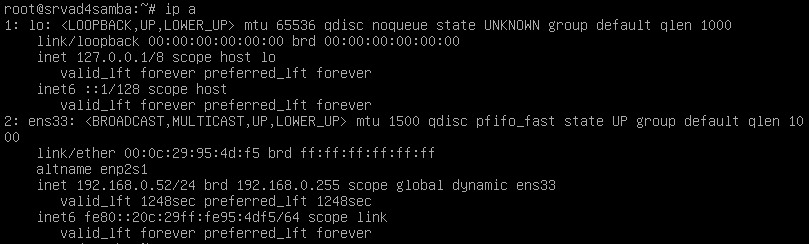 root@srvad4samba:~# ip a
1: lo: <LOOPBACK,UP,LOWER_UP> mtu 65536 qdisc noqueue state UNKNOWN group default qlen 1000
    link/loopback 00:00:00:00:00:00 brd 00:00:00:00:00:00
    inet 127.0.0.1/8 scope host lo
       valid_lft forever preferred_lft forever
    inet6 ::1/128 scope host
       valid_lft forever preferred_lft forever
2: ens33: <BROADCAST,MULTICAST,UP,LOWER_UP> mtu 1500 qdisc pfifo_fast state UP group default qlen 10
00
    link/ether 00:0c:29:95:4d:f5 brd ff:ff:ff:ff:ff:ff
    altname enp2s1
    inet 192.168.0.52/24 brd 192.168.0.255 scope global dynamic ens33
       valid_lft 1248sec preferred_lft 1248sec
    inet6 fe80::20c:29ff:fe95:4df5/64 scope link
       valid_lft forever preferred_lft forever